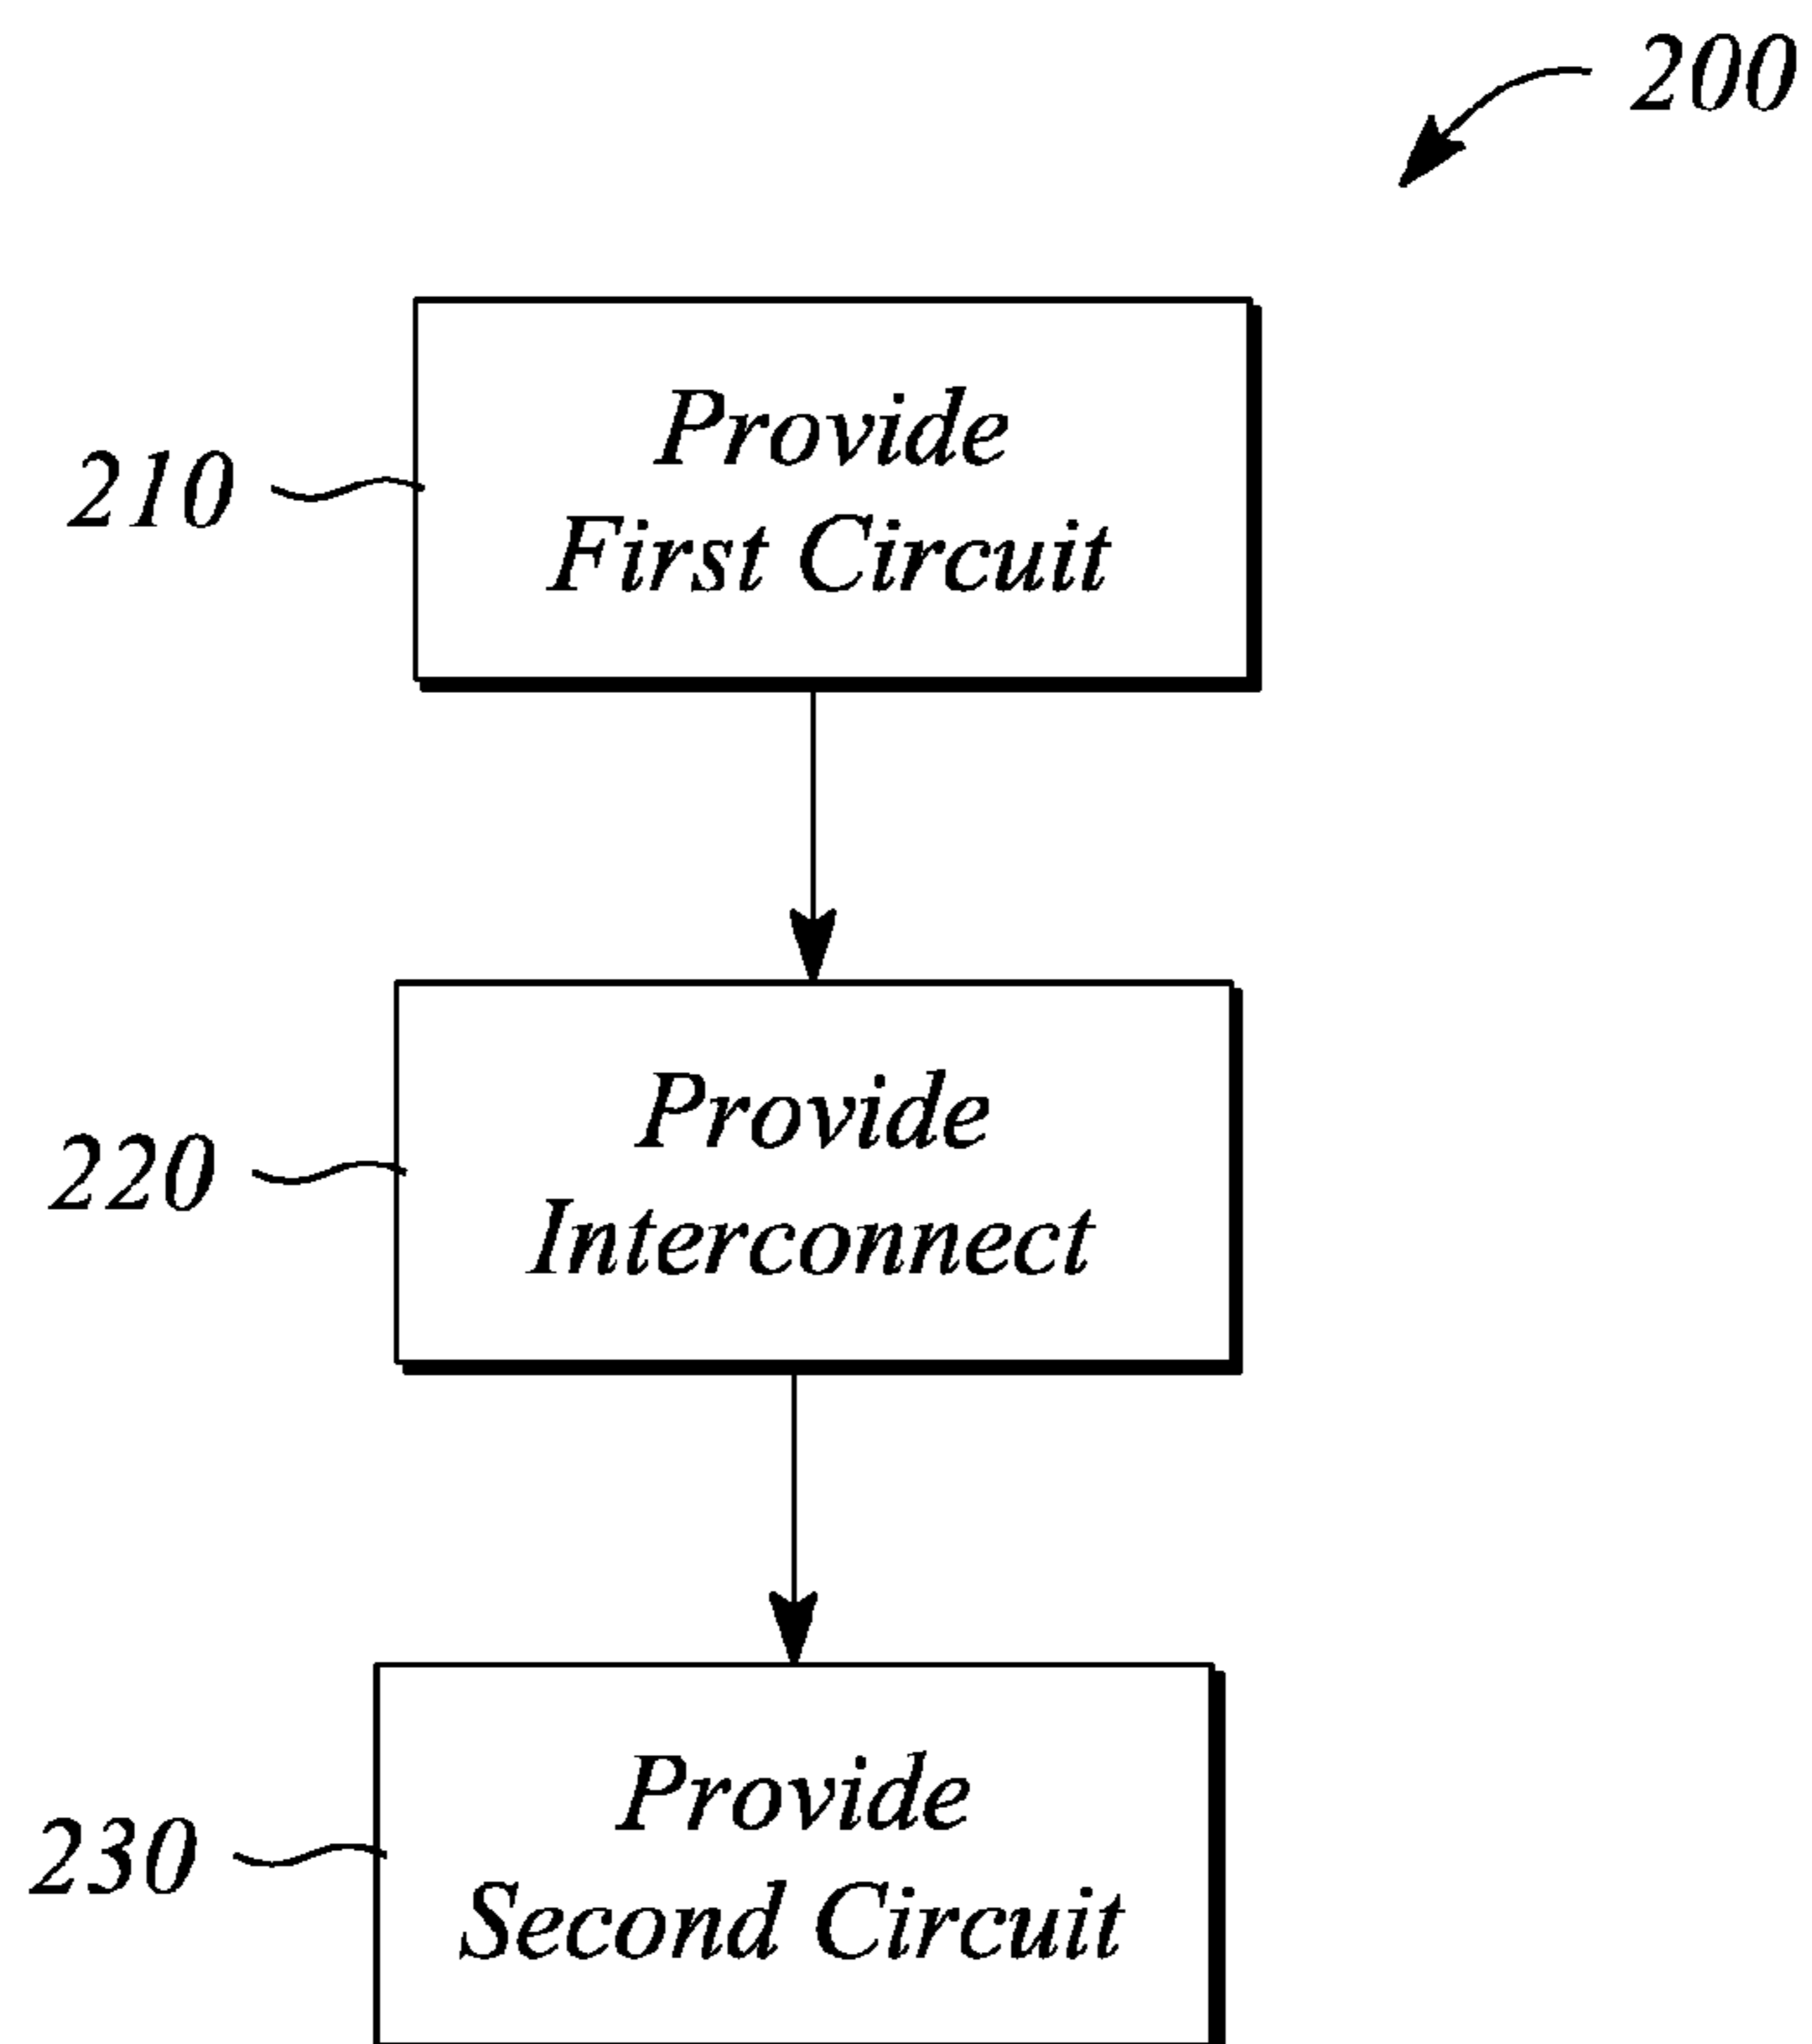 200
210
Provide
First Circuit
220
Provide
Interconnect
230
Provide
Second Circuit